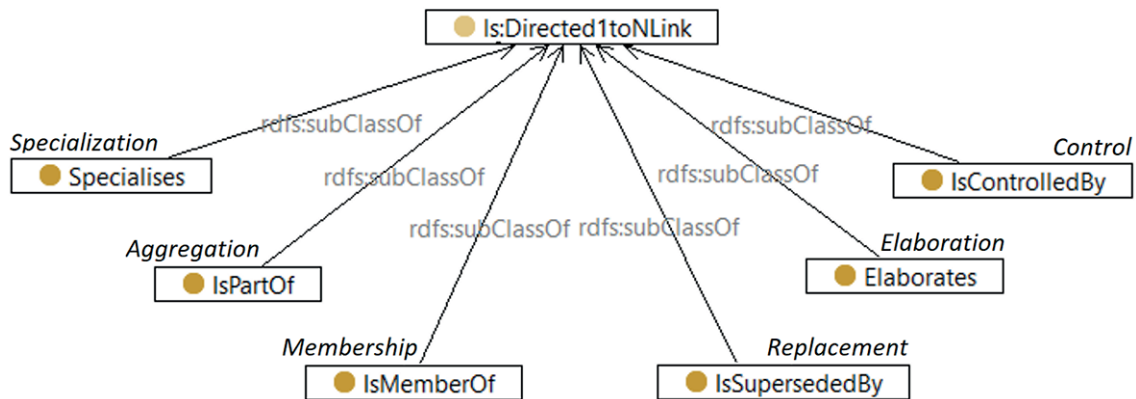 ls:Directed1toNLink
rdfs:subClassOf
rdfs:subClassOf
Specialization
Control
Specialises
rdfs:subClassOf
rdfs:subClassOf
IsControlledBy
rdfs:subClassOf
rdfs:subClassOf
Aggregation
Elaboration
IsPartOf
Elaborates
Membership
Replacement
IsMemberOf
IsSupersededBy